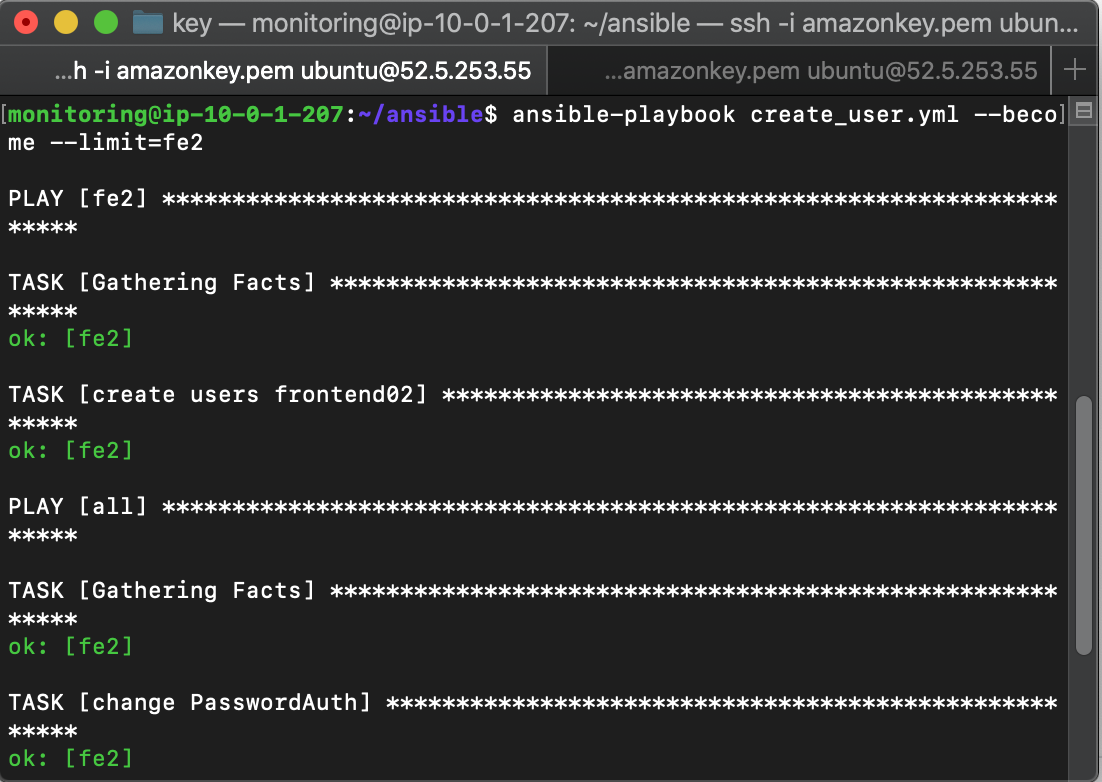 key — monitoring@ip-10-0-1-207: ~/ansible — ssh -i amazonkey.pem ubun...
...h -i amazonkey.pem ubuntu@52.5.253.55
...amazonkey.pem ubuntu@52.5.253.55
[monitoring@ip-10-0-1-207:~/ansible$ ansible-playbook create_user.yml --beco]
me --limit=fe2
PLAY [fe2] ****************************************************************
*****
TASK [Gathering Facts] ****************************************************
*****
ok: [fe2]
TASK [create users frontend02] ********************************************
*****
ok: [fe2]
PLAY [all] ****************************************************************
*****
TASK [Gathering Facts] ****************************************************
*****
ok: [fe2]
TASK [change PasswordAuth] ************************************************
*****
ok: [fe2]